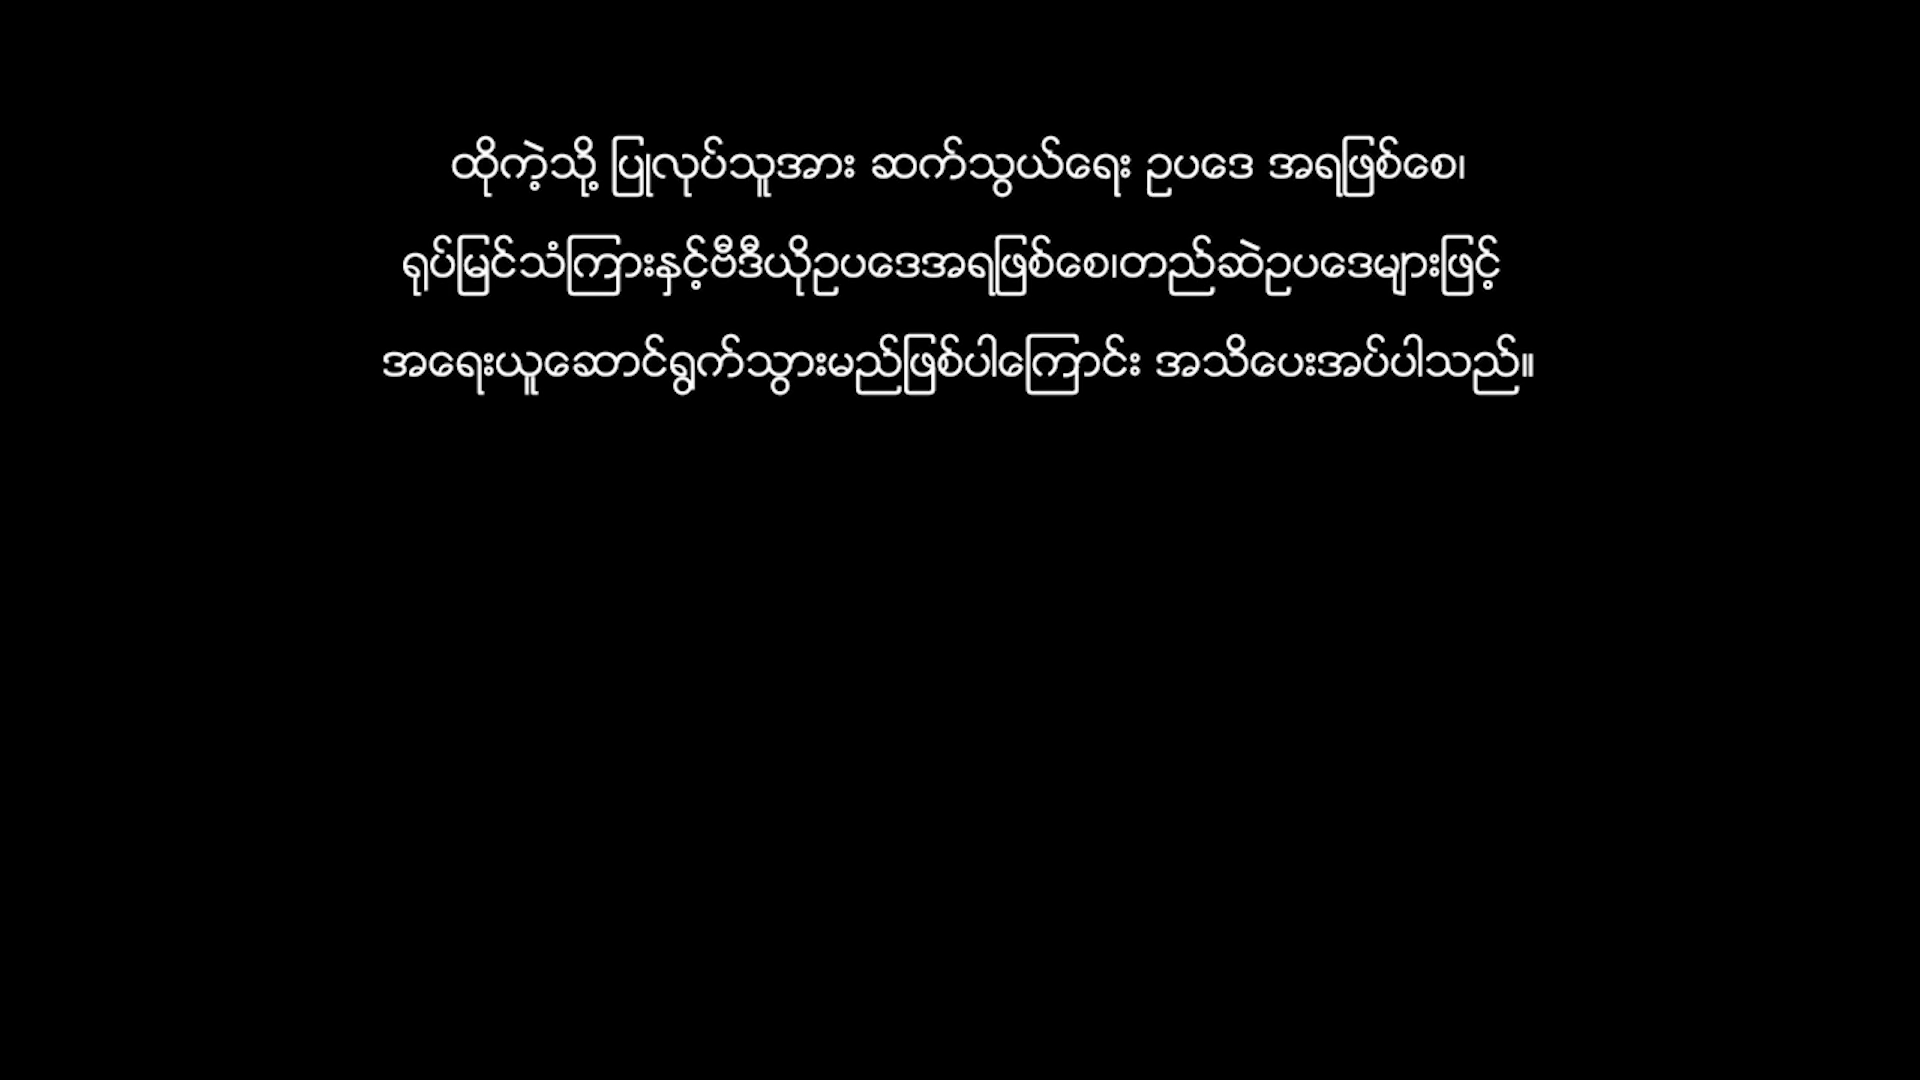 ထိုကဲ့သို့ ပြုလုပ်သူအား ဆက်သွယ်ရေး ဥပဒေ အရဖြစ်စေ၊
ရုပ်မြင်သံကြားနှင့်ဗီဒီယိုဥပဒေအရဖြစ်စေ၊တည်ဆဲဥပဒေများဖြင့်
အရေးယူဆောင်ရွက်သွားမည်ဖြစ်ပါကြောင်း အသိပေးအပ်ပါသည်။